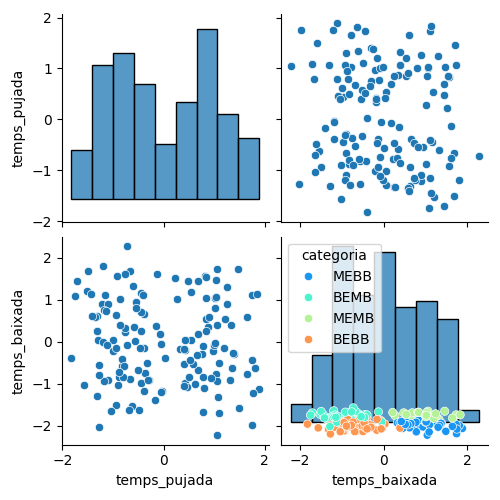 temps_pujada
2
1
0
−1
−2
temps_baixada
2
1
0
−1
−2
categoria
MEBB
BEMB
MEMB
BEBB
−2
0
2
temps_pujada
−2
0
2
temps_baixada